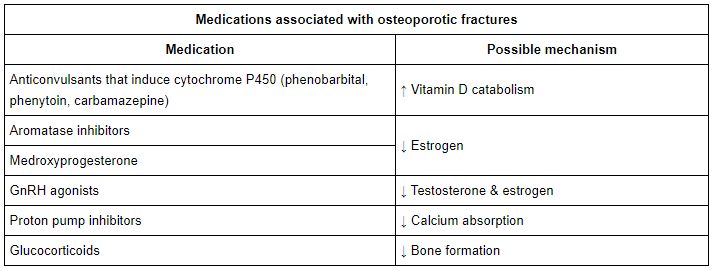 Medications associated with osteoporotic fractures
Medication
Possible mechanism
Anticonvulsants that induce cytochrome P450 (phenobarbital,
phenytoin, carbamazepine)
↑ Vitamin D catabolism
Aromatase inhibitors
↓ Estrogen
Medroxyprogesterone
GnRH agonists
↓ Testosterone & estrogen
Proton pump inhibitors
↓ Calcium absorption
Glucocorticoids
↓ Bone formation